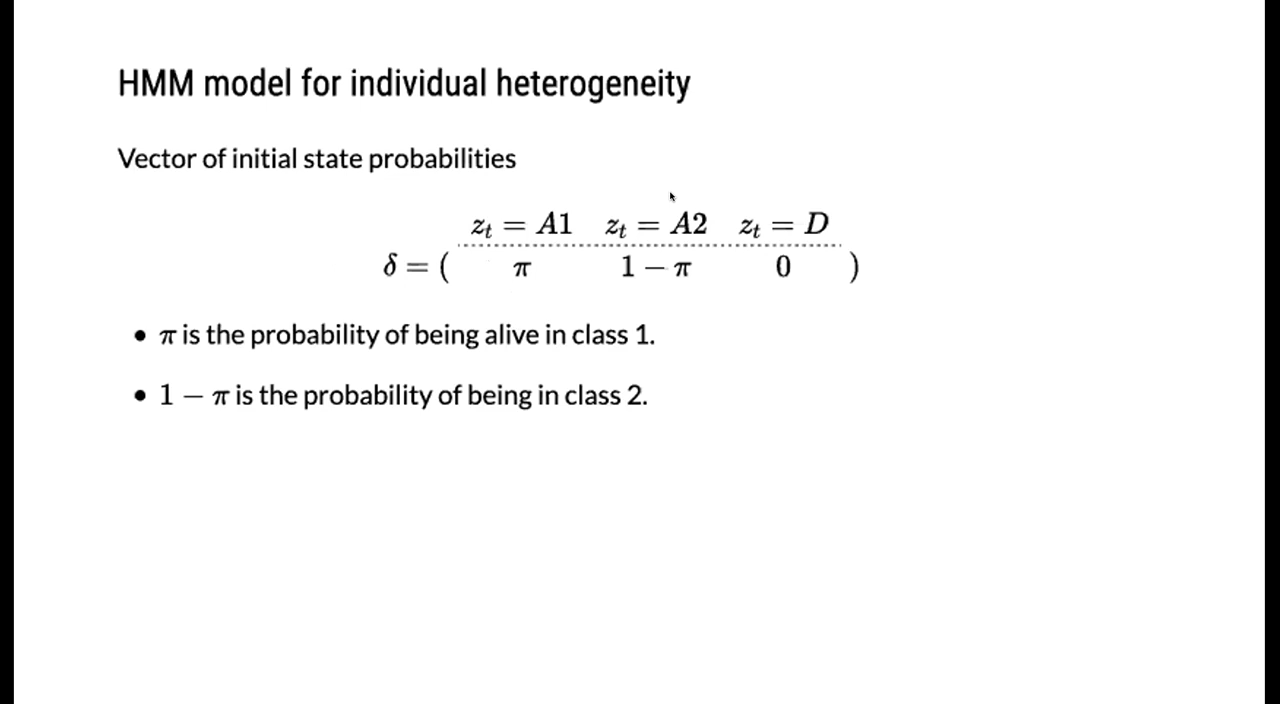 HMM model for individual heterogeneity
Vector of initial state probabilities
z_t = A1 z_t = A2 z_t = D
δ = ( π 1 − π 0 )
• π is the probability of being alive in class 1.
• 1 − π is the probability of being in class 2.